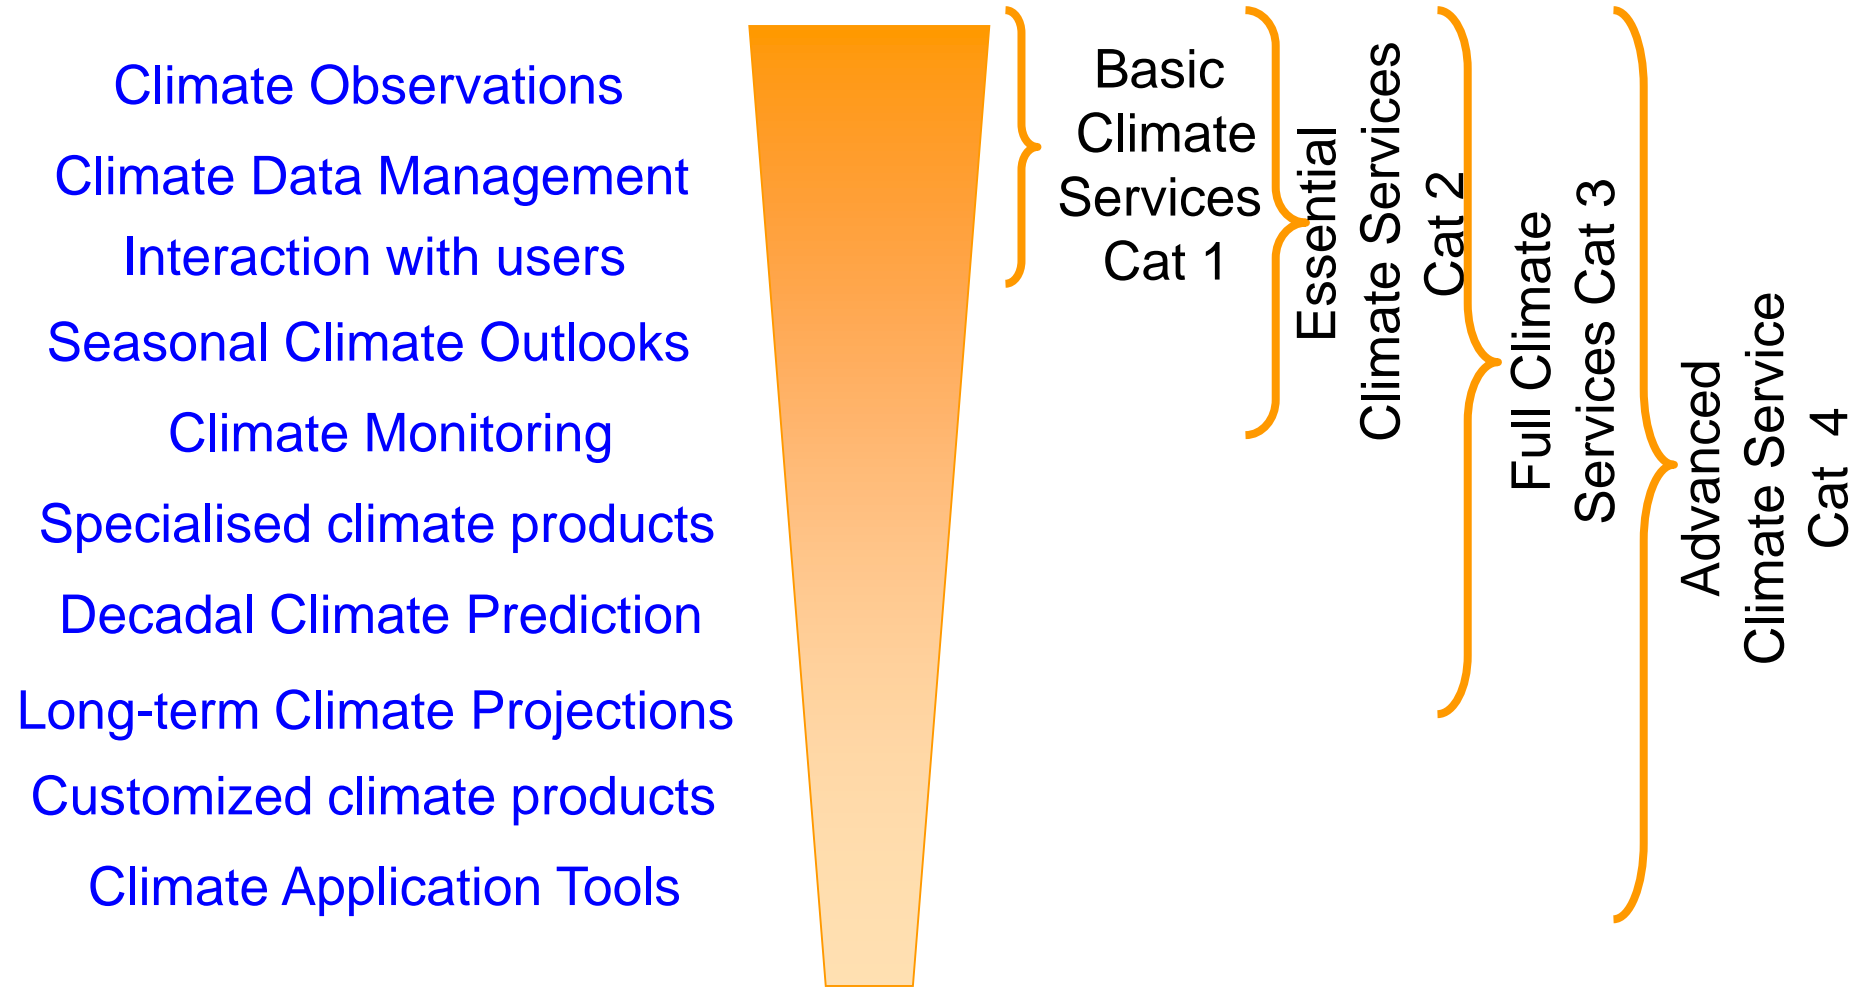 Climate Observations
Climate Data Management
Interaction with users
Seasonal Climate Outlooks
Climate Monitoring
Specialised climate products
Decadal Climate Prediction
Long-term Climate Projections
Customized climate products
Climate Application Tools
Basic
Climate
Services
Cat 1
Essential
Climate Services
Cat 2
Full Climate
Services Cat 3
Advanced
Climate Service
Cat 4